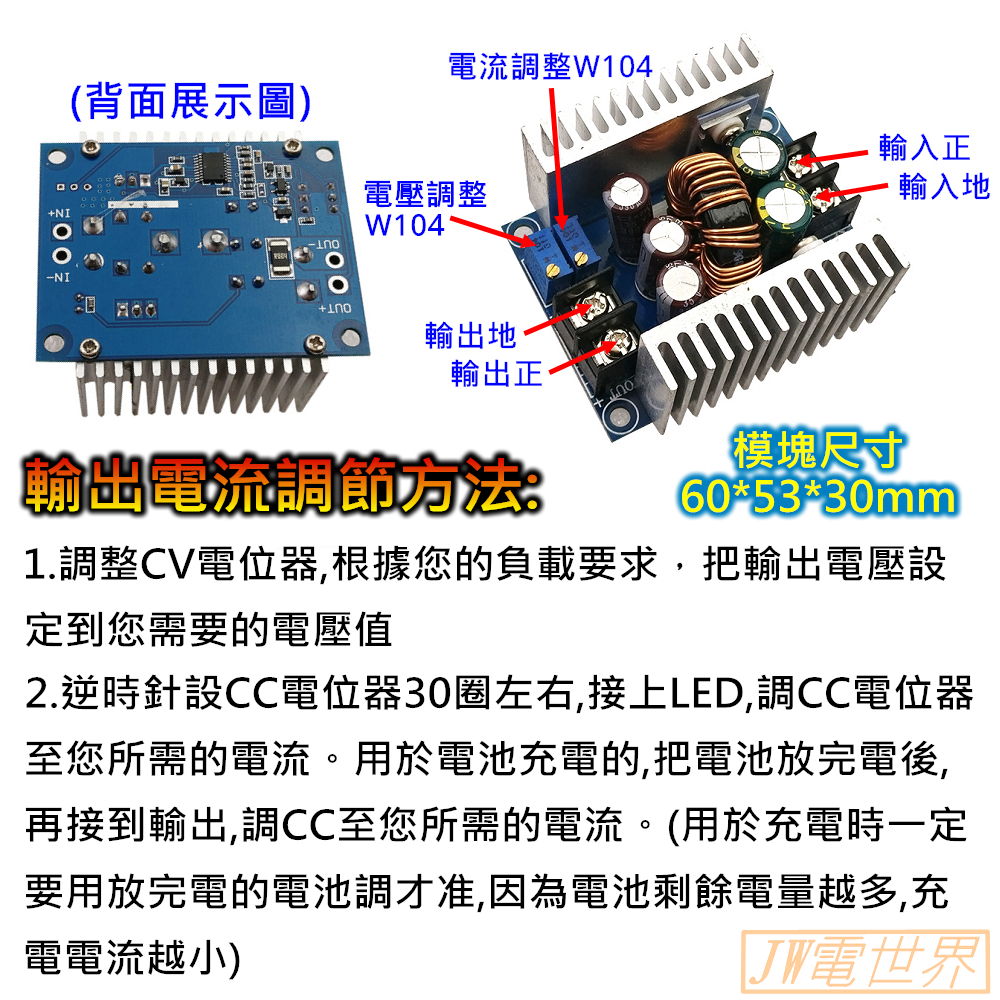 (背面展示圖)
電流調整W104
輸入正
輸入地
電壓調整
W104
輸出地
輸出正
IN+
IN-
OUT-
OUT+
OUT
+
模塊尺寸
60*53*30mm
輸出電流調節方法:
1.調整CV電位器,根據您的負載要求，把輸出電壓設
定到您需要的電壓值
2.逆時針設CC電位器30圈左右,接上LED,調CC電位器
至您所需的電流。用於電池充電的,把電池放完電後,
再接到輸出,調CC至您所需的電流。(用於充電時一定
要用放完電的電池調才准,因為電池剩餘電量越多,充
電電流越小)
JW電世界